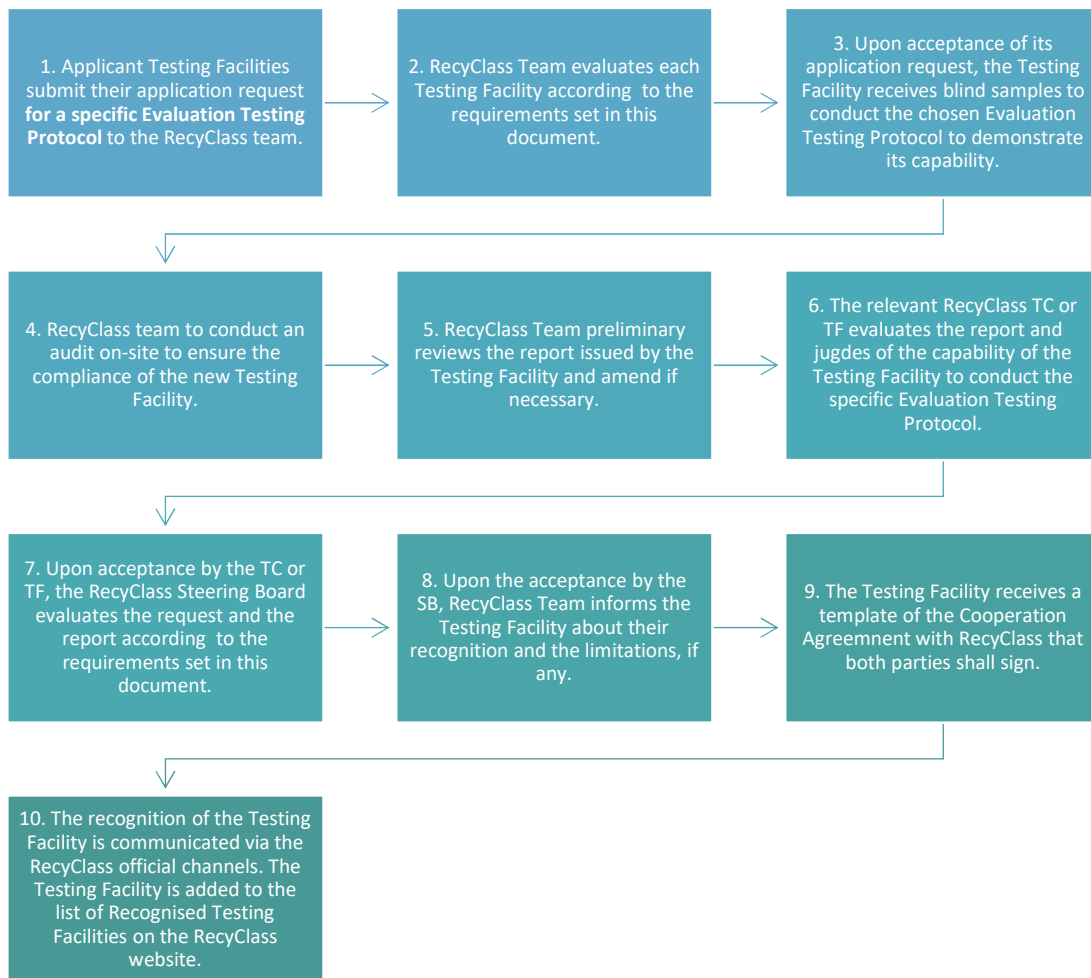 1. Applicant Testing Facilities
submit their application request
for a specific Evaluation Testing
Protocol to the RecyClass team.
2. RecyClass Team evaluates each
Testing Facility according  to the
requirements set in this
document.
3. Upon acceptance of its
application request, the Testing
Facility receives blind samples to
conduct the chosen Evaluation
Testing Protocol to demonstrate
its capability.
4. RecyClass team to conduct an
audit on-site to ensure the
compliance of the new Testing
Facility.
5. RecyClass Team preliminary
reviews the report issued by the
Testing Facility and amend if
necessary.
6. The relevant RecyClass TC or
TF evaluates the report and
jugdes of the capability of the
Testing Facility to conduct the
specific Evaluation Testing
Protocol.
7. Upon acceptance by the TC or
TF, the RecyClass Steering Board
evaluates the request and the
report according  to the
requirements set in this
document.
8. Upon the acceptance by the
SB, RecyClass Team informs the
Testing Facility about their
recognition and the limitations, if
any.
9. The Testing Facility receives a
template of the Cooperation
Agreemnent with RecyClass that
both parties shall sign.
10. The recognition of the Testing
Facility is communicated via the
RecyClass official channels. The
Testing Facility is added to the
list of Recognised Testing
Facilities on the RecyClass
website.